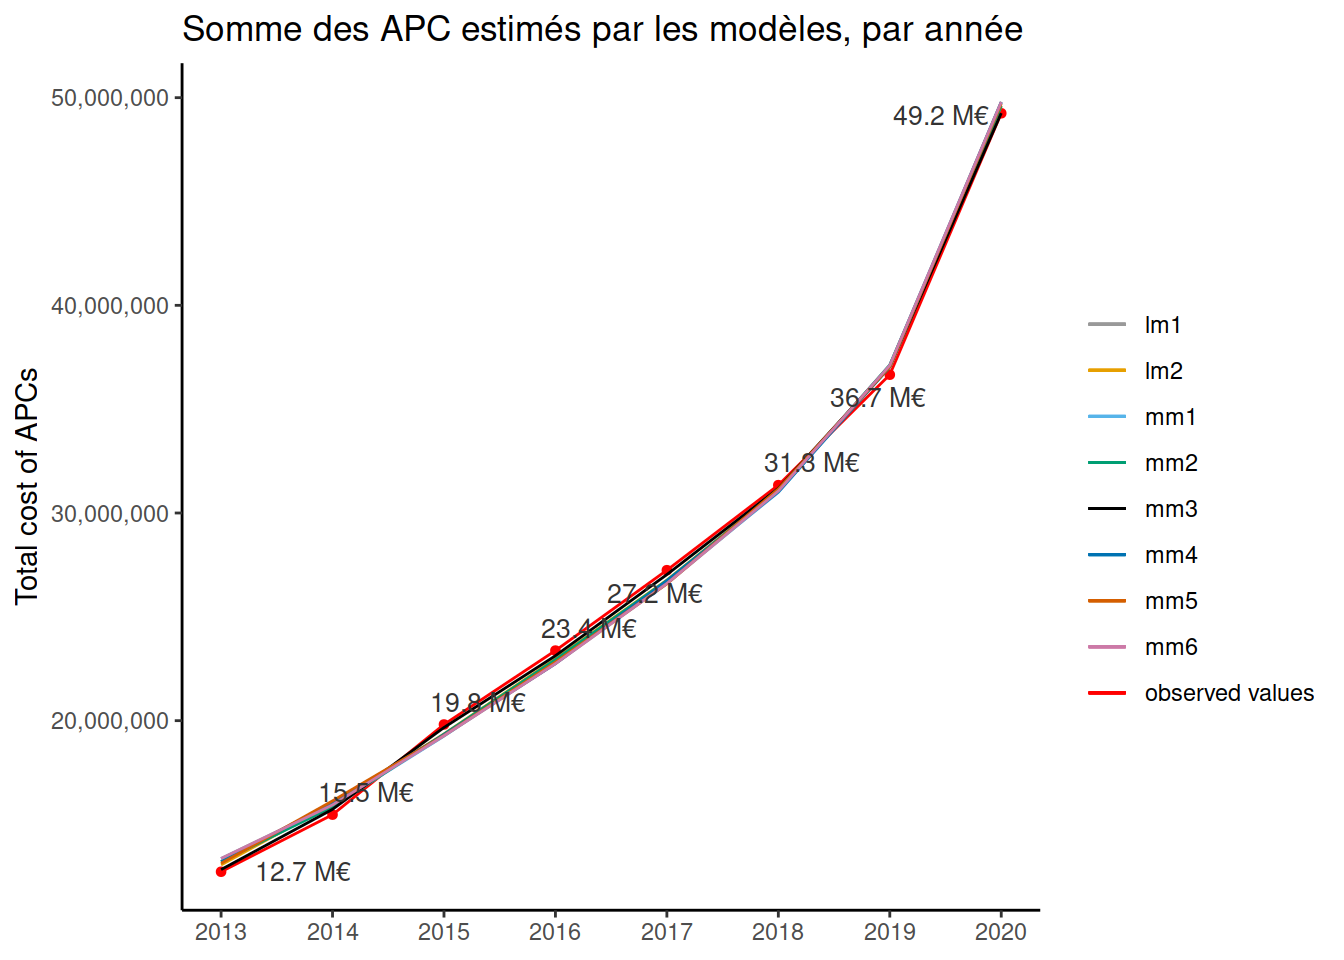 Somme des APC estimés par les modèles, par année
Total cost of APCs
50,000,000
40,000,000
30,000,000
20,000,000
49.2 M€
36.7 M€
31.3 M€
27.2 M€
23.4 M€
19.8 M€
15.5 M€
12.7 M€
2013 2014 2015 2016 2017 2018 2019 2020
lm1
lm2
mm1
mm2
mm3
mm4
mm5
mm6
observed values